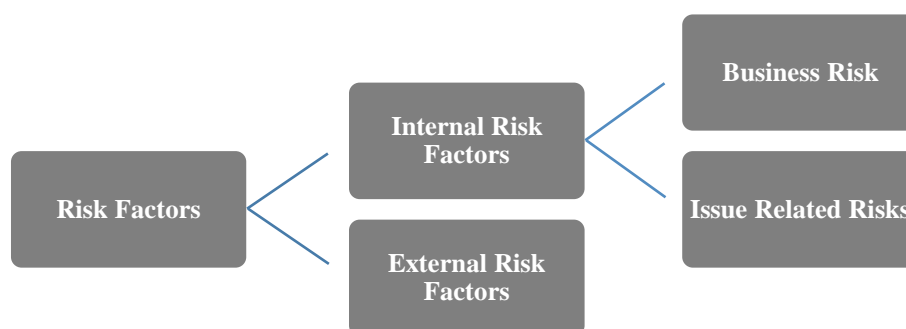 Risk Factors
Internal Risk
Factors
External Risk
Factors
Business Risk
Issue Related Risks